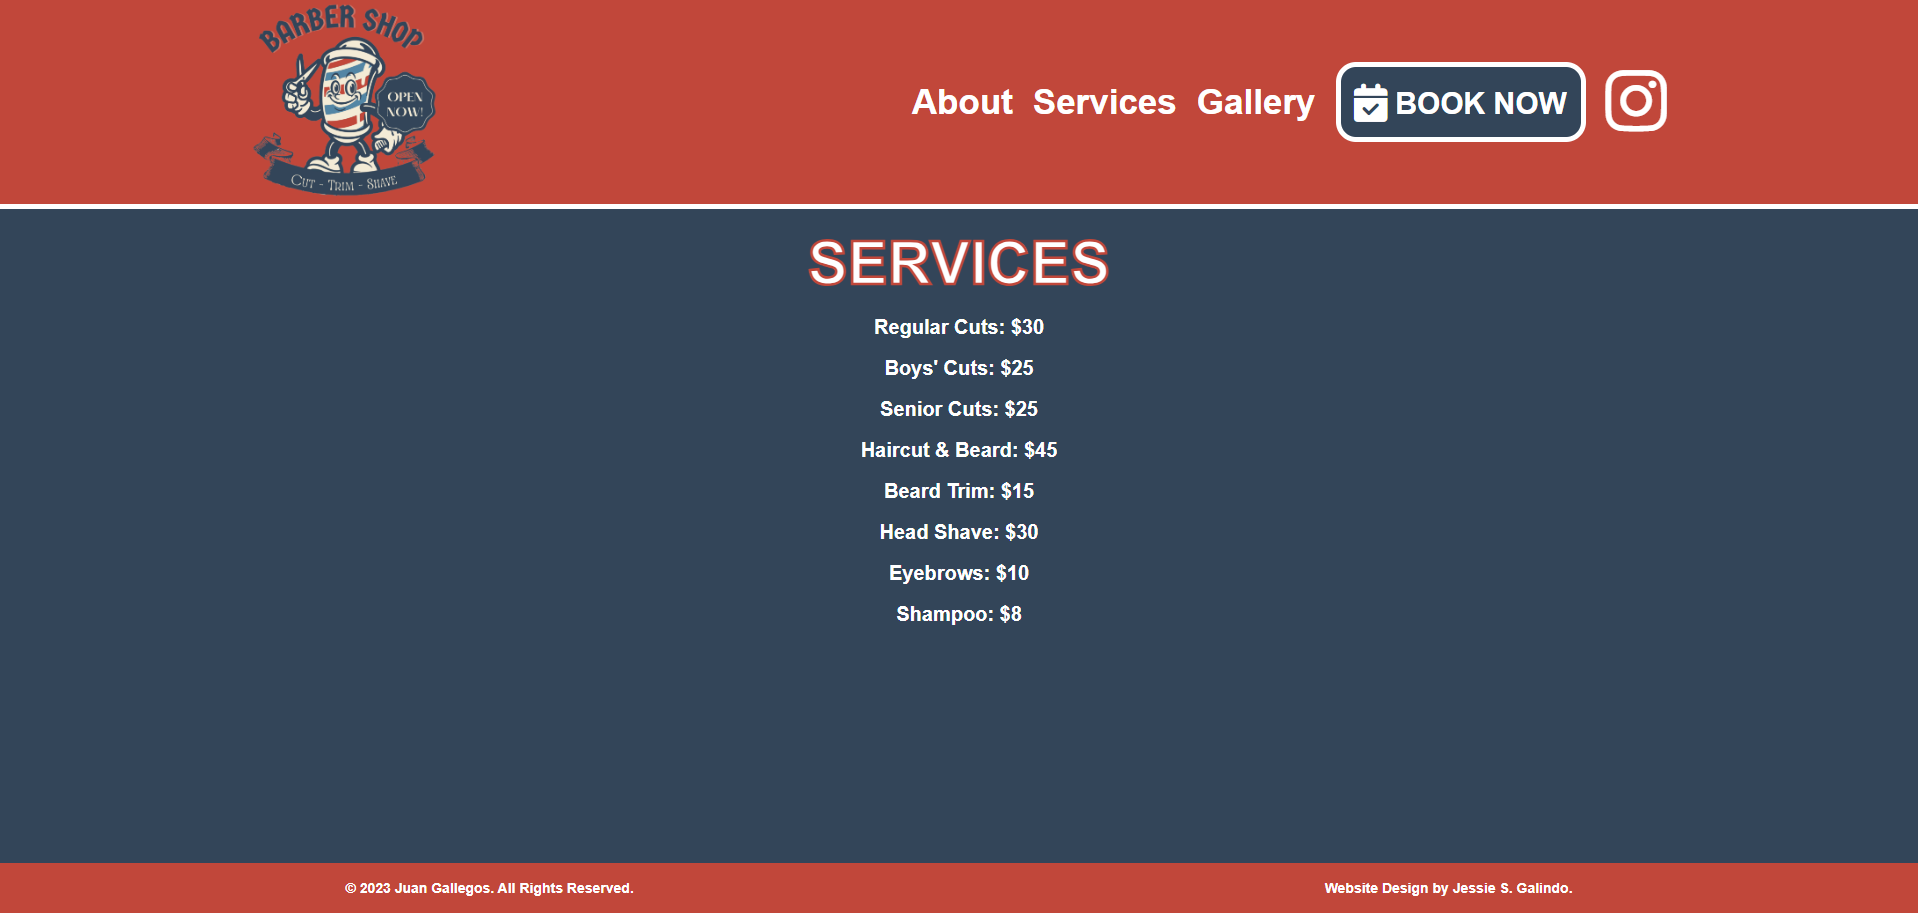 BARBER SHOP
OPEN
NOW!
CUT - TRIM - SHAVE
About Services Gallery BOOK NOW
SERVICES
Regular Cuts: $30
Boys' Cuts: $25
Senior Cuts: $25
Haircut & Beard: $45
Beard Trim: $15
Head Shave: $30
Eyebrows: $10
Shampoo: $8
© 2023 Juan Gallegos. All Rights Reserved. Website Design by Jessie S. Galindo.